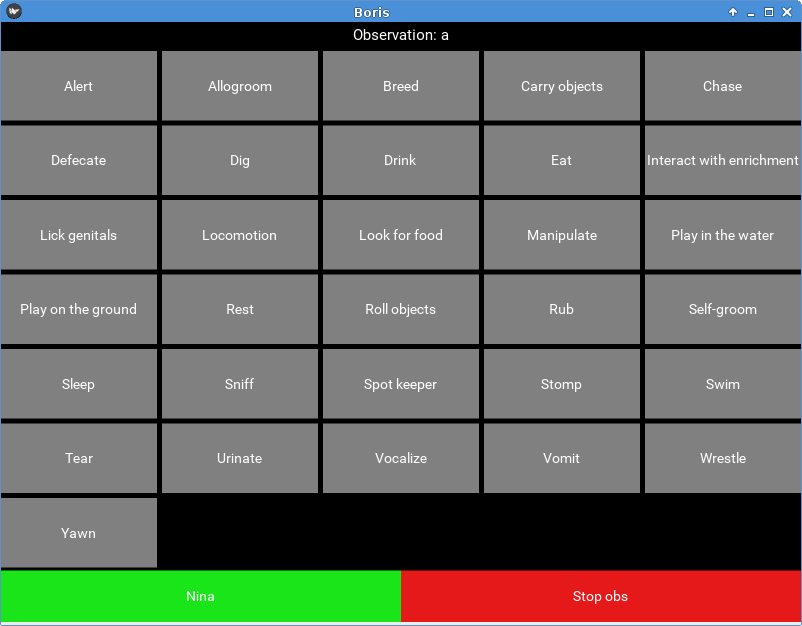 Boris
Observation: a
Alert Allogroom Breed Carry objects Chase
Defecate Dig Drink Eat Interact with enrichment
Lick genitals Locomotion Look for food Manipulate Play in the water
Play on the ground Rest Roll objects Rub Self-groom
Sleep Sniff Spot keeper Stomp Swim
Tear Urinate Vocalize Vomit Wrestle
Yawn
Nina Stop obs